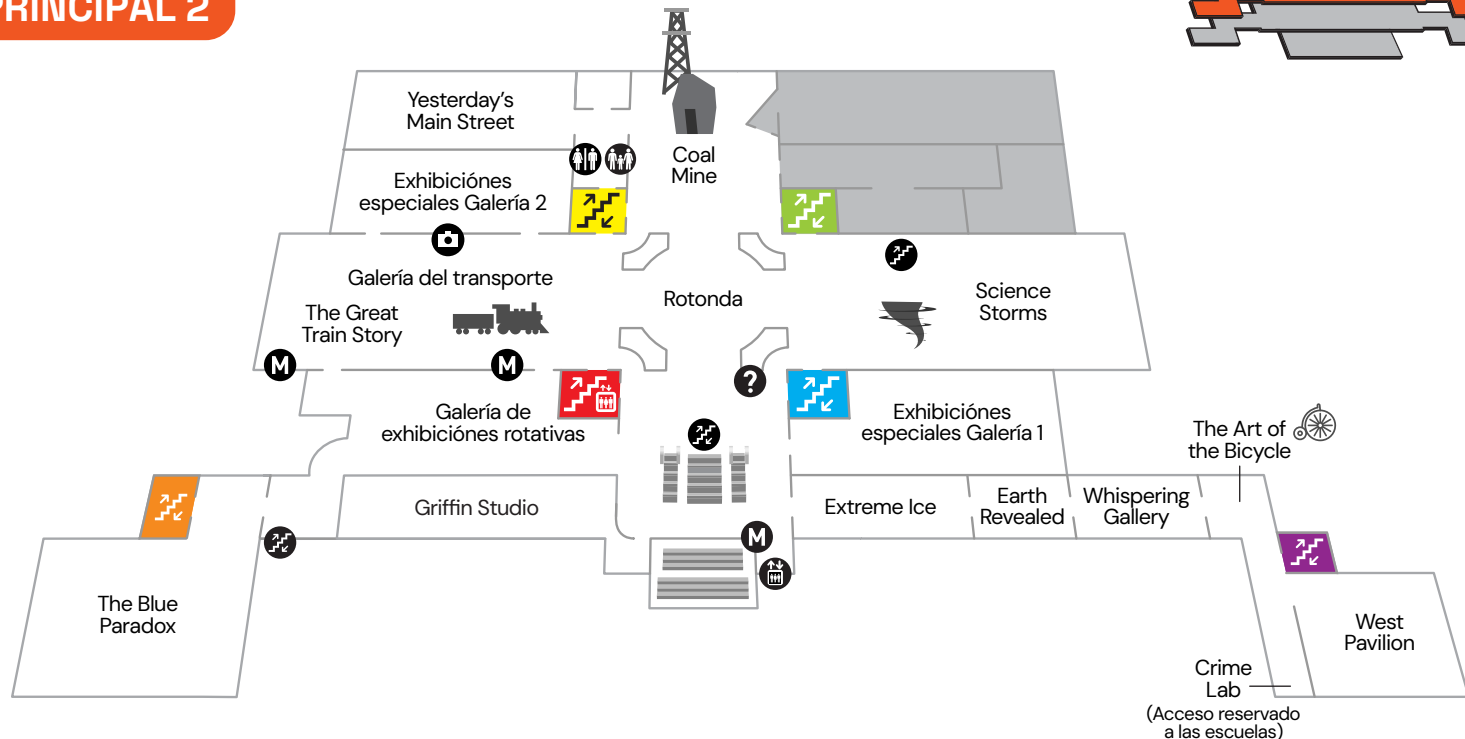 PRINCIPAL 2
Yesterday's
Main Street
Coal
Mine
Exhibiciónes
especiales Galería 2
Galería del transporte
The Great
Train Story
Rotonda
Science
Storms
M
M
?
Galería de
exhibiciónes rotativas
Exhibiciónes
especiales Galería 1
The Art of
the Bicycle
Griffin Studio
Extreme Ice
Earth
Revealed
Whispering
Gallery
M
The Blue
Paradox
West
Pavilion
Crime
Lab
(Acceso reservado
a las escuelas)